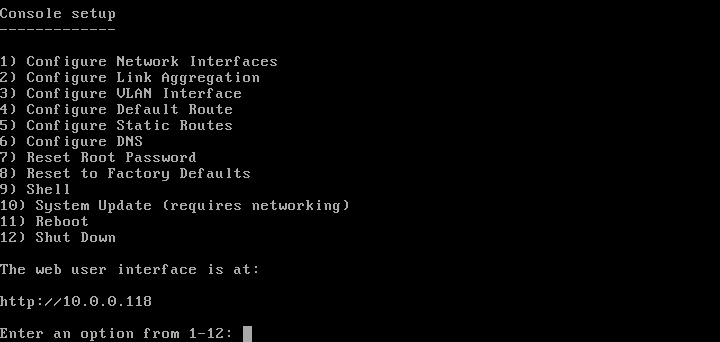 Console setup
-------------
1) Configure Network Interfaces
2) Configure Link Aggregation
3) Configure VLAN Interface
4) Configure Default Route
5) Configure Static Routes
6) Configure DNS
7) Reset Root Password
8) Reset to Factory Defaults
9) Shell
10) System Update (requires networking)
11) Reboot
12) Shut Down
The web user interface is at:
http://10.0.0.118
Enter an option from 1-12: